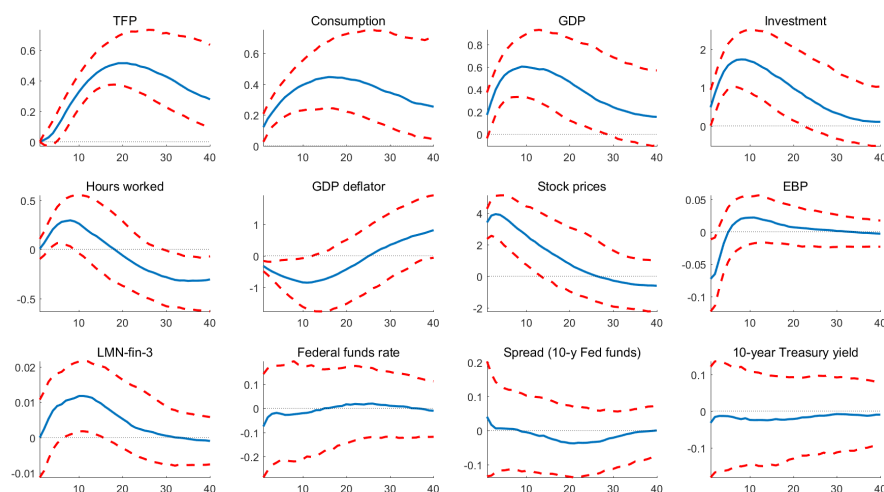 TFP
0.6
0.4
0.2
0
10 20 30 40
Consumption
0.6
0.4
0.2
0
10 20 30 40
GDP
0.8
0.6
0.4
0.2
0
10 20 30 40
Investment
2
1
0
10 20 30 40
Hours worked
0.5
0
-0.5
10 20 30 40
GDP deflator
1
0
-1
10 20 30 40
Stock prices
4
2
0
-2
10 20 30 40
EBP
0.05
0
-0.05
-0.1
10 20 30 40
LMN-fin-3
0.02
0.01
0
-0.01
10 20 30 40
Federal funds rate
0.1
0
-0.1
-0.2
10 20 30 40
Spread (10-y Fed funds)
0.2
0.1
0
-0.1
10 20 30 40
10-year Treasury yield
0.1
0
-0.1
10 20 30 40